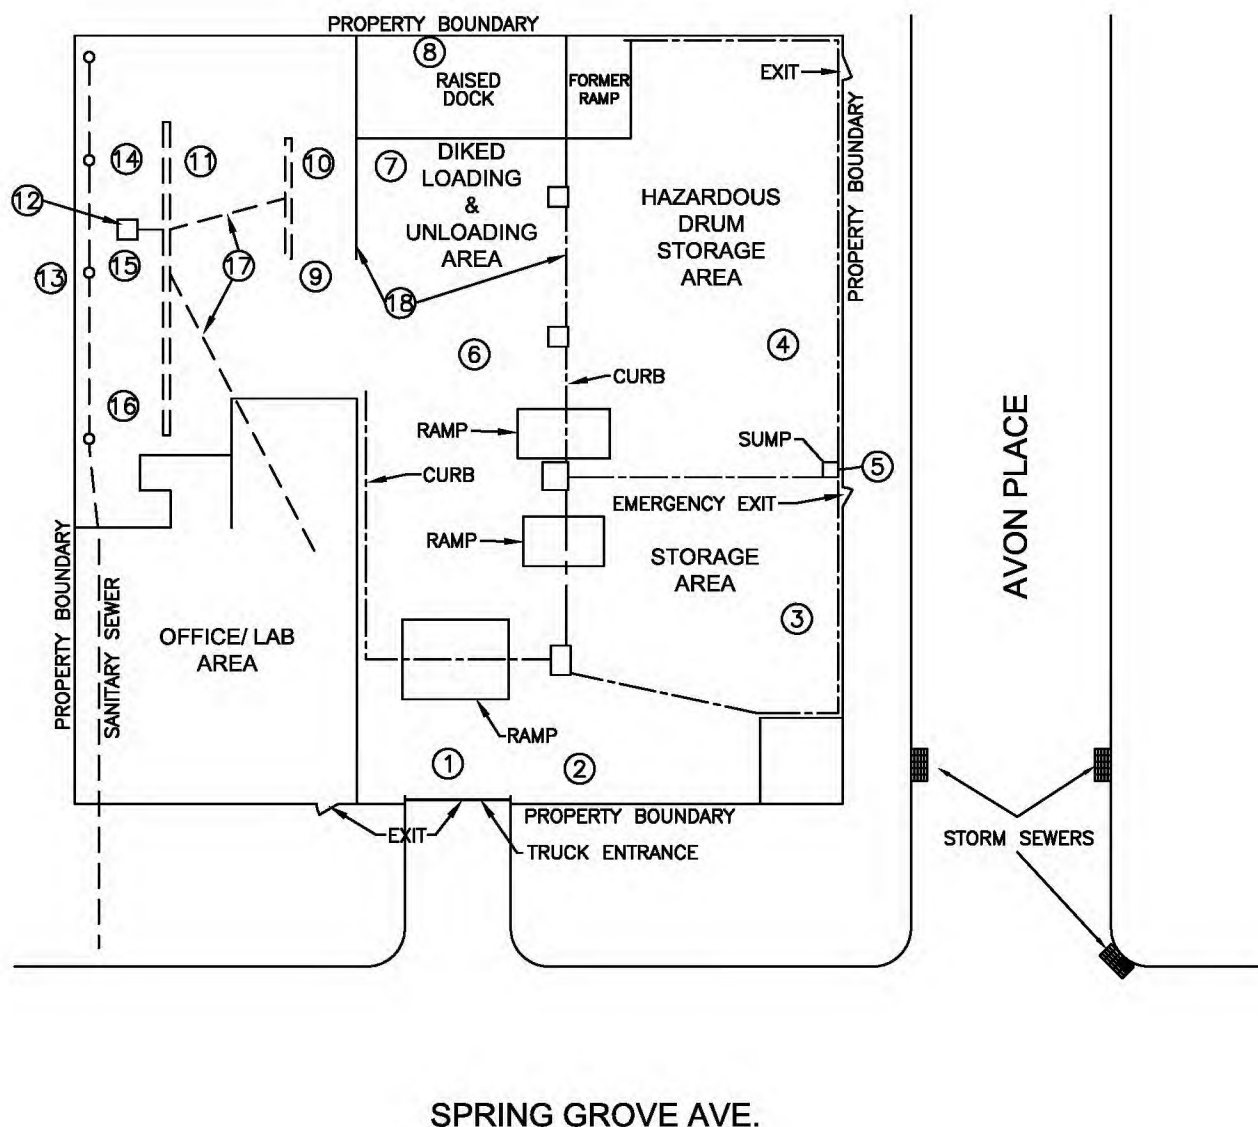 PROPERTY BOUNDARY
8
RAISED
DOCK
FORMER
RAMP
EXIT
PROPERTY BOUNDARY
14
11
10
7
DIKED
LOADING
&
UNLOADING
AREA
HAZARDOUS
DRUM
STORAGE
AREA
12
13
15
17
9
18
6
4
CURB
16
RAMP
SUMP
5
CURB
EMERGENCY EXIT
RAMP
STORAGE
AREA
3
AVON PLACE
PROPERTY BOUNDARY
SANITARY SEWER
OFFICE/ LAB
AREA
RAMP
1
2
EXIT
PROPERTY BOUNDARY
TRUCK ENTRANCE
STORM SEWERS
SPRING GROVE AVE.